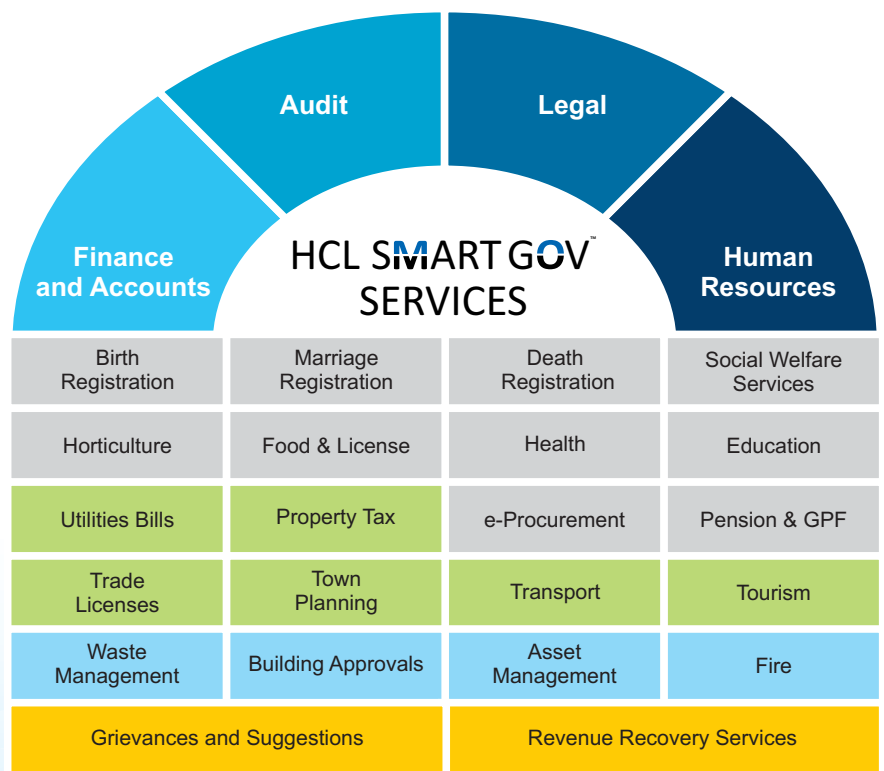 Audit
Legal
Finance
and Accounts
HCL SMART GOV™
SERVICES
Human
Resources
Birth
Registration
Marriage
Registration
Death
Registration
Social Welfare
Services
Horticulture
Food & License
Health
Education
Utilities Bills
Property Tax
e-Procurement
Pension & GPF
Trade
Licenses
Town
Planning
Transport
Tourism
Waste
Management
Building Approvals
Asset
Management
Fire
Grievances and Suggestions
Revenue Recovery Services